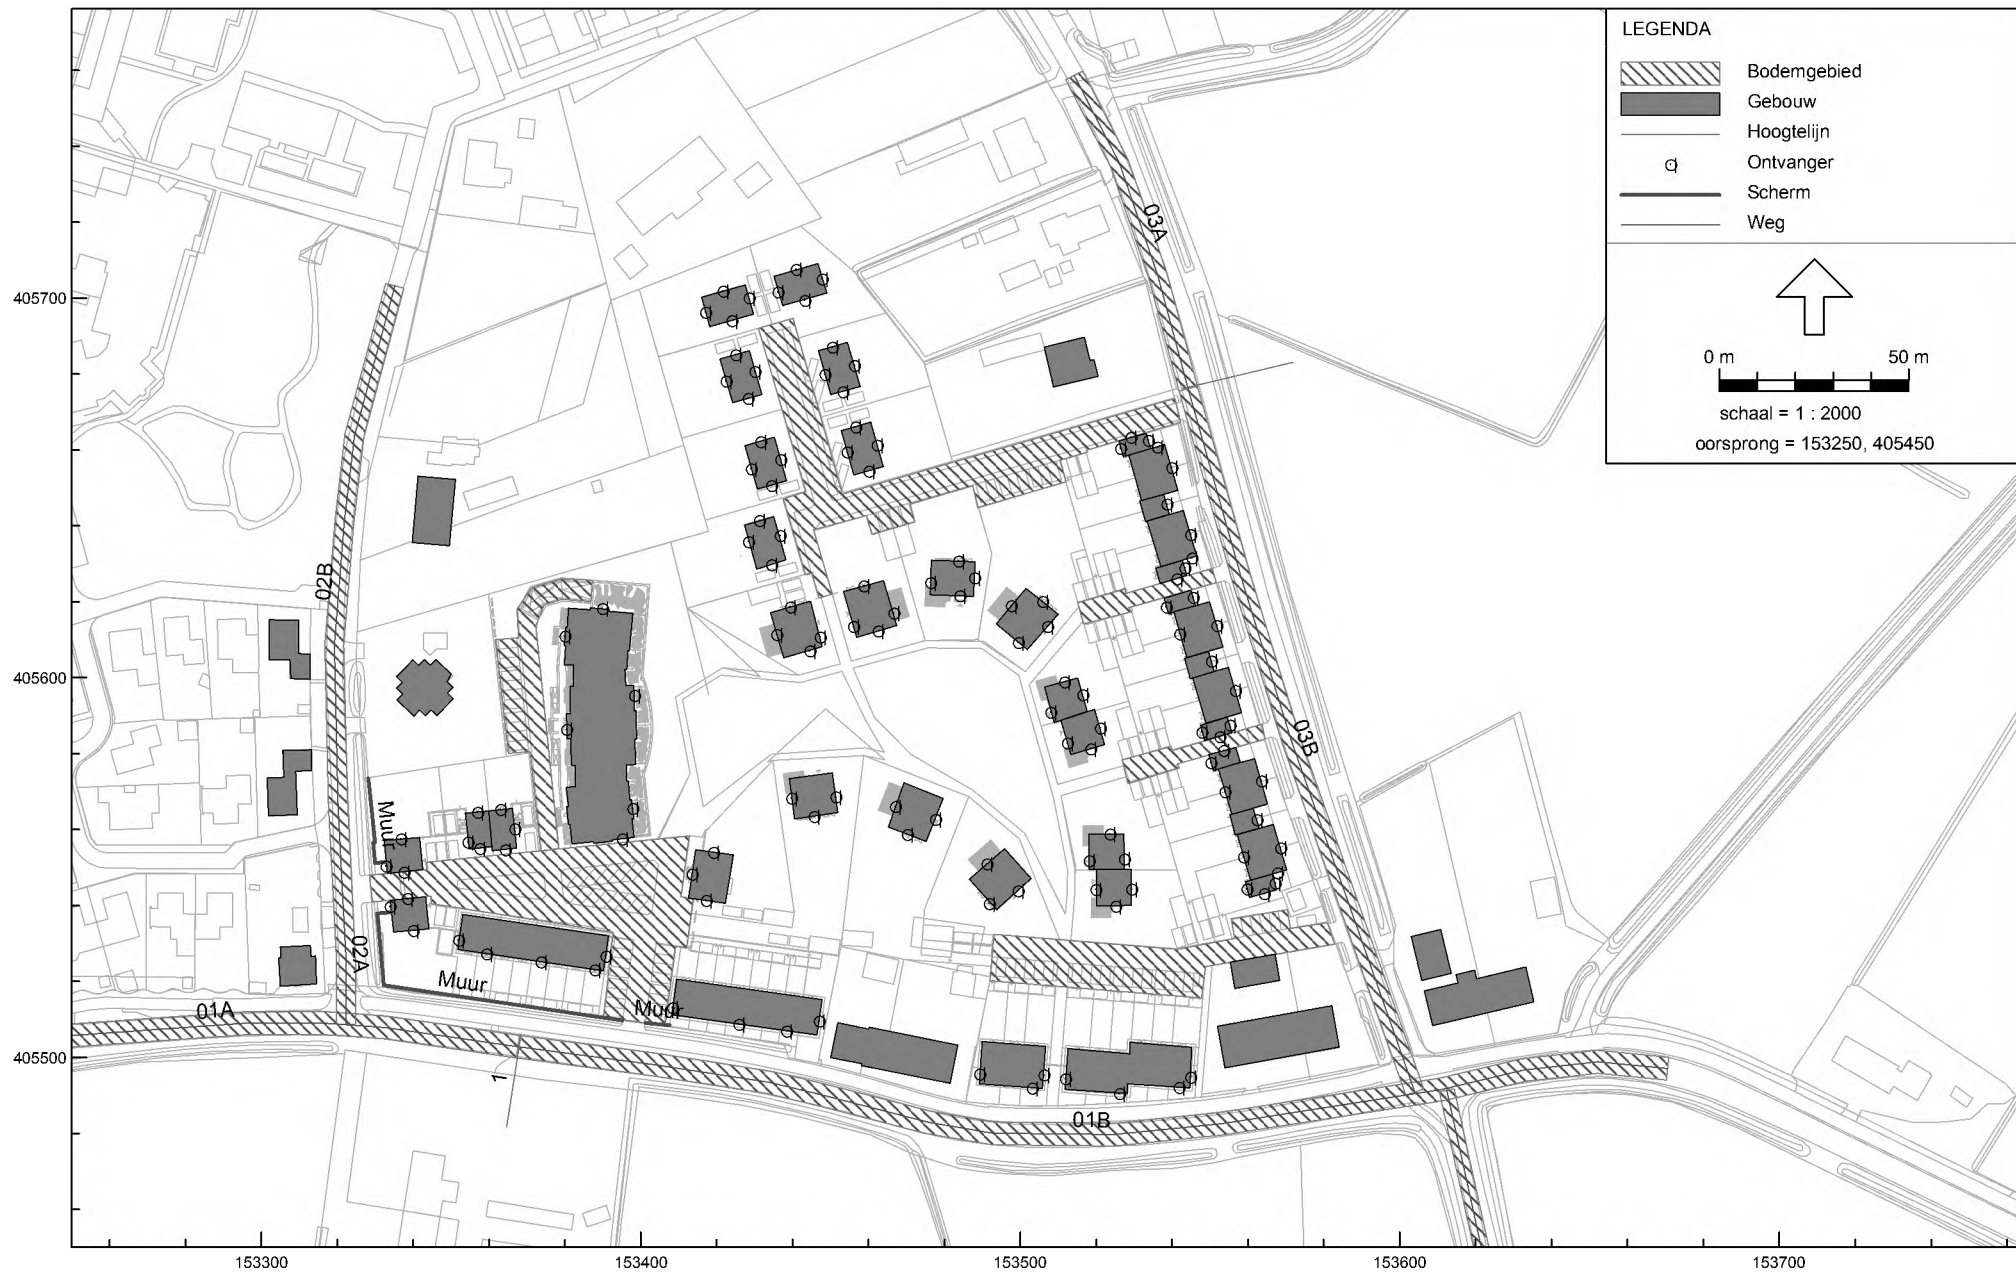 LEGENDA
Bodemgebied
Gebouw
Hoogtelijn
Ontvanger
Scherm
Weg
0 m 50 m
schaal = 1 : 2000
oorsprong = 153250, 405450
405700
405600
405500
153300 153400 153500 153600 153700
03A
02B
03B
Muur
02A
Muur
Muur
01A
1
01B